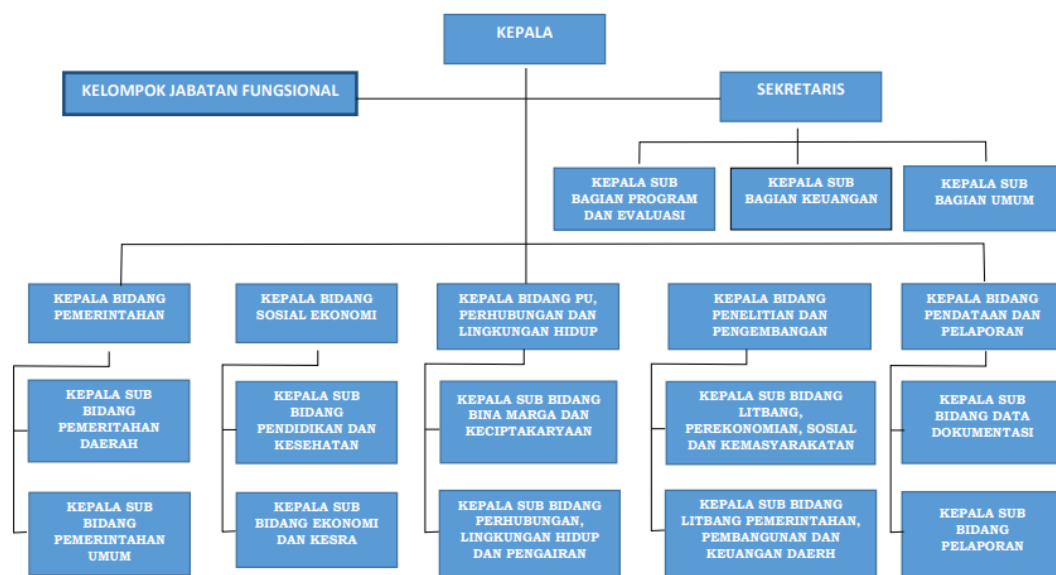 KEPALA
KELOMPOK JABATAN FUNGSIONAL
SEKRETARIS
KEPALA SUB
BAGIAN PROGRAM
DAN EVALUASI
KEPALA SUB
BAGIAN KEUANGAN
KEPALA SUB
BAGIAN UMUM
KEPALA BIDANG
PEMERINTAHAN
KEPALA BIDANG
SOSIAL EKONOMI
KEPALA BIDANG PU,
PERHUBUNGAN DAN
LINGKUNGAN HIDUP
KEPALA BIDANG
PENELITIAN DAN
PENGEMBANGAN
KEPALA BIDANG
PENDATAAN DAN
PELAPORAN
KEPALA SUB
BIDANG
PEMERITAHAN
DAERAH
KEPALA SUB
BIDANG
PENDIDIKAN DAN
KESEHATAN
KEPALA SUB BIDANG
BINA MARGA DAN
KECIPTAKARYAAN
KEPALA SUB BIDANG
LITBANG,
PEREKONOMIAN, SOSIAL
DAN KEMASYARAKATAN
KEPALA SUB
BIDANG DATA
DOKUMENTASI
KEPALA SUB
BIDANG
PEMERINTAHAN
UMUM
KEPALA SUB
BIDANG EKONOMI
DAN KESRA
KEPALA SUB BIDANG
PERHUBUNGAN,
LINGKUNGAN HIDUP
DAN PENGAIRAN
KEPALA SUB BIDANG
LITBANG PEMERINTAHAN,
PEMBANGUNAN DAN
KEUANGAN DAERH
KEPALA SUB
BIDANG
PELAPORAN